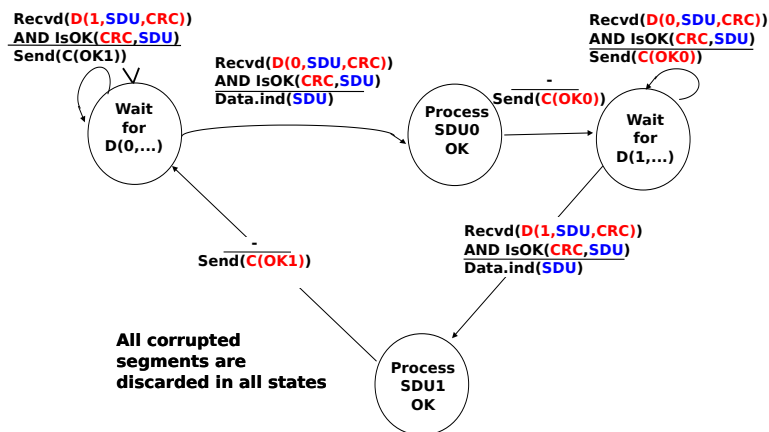 Recvd(D(1,SDU,CRC))
AND IsOK(CRC,SDU)
Send(C(OK1))
Recvd(D(0,SDU,CRC))
AND IsOK(CRC,SDU)
Send(C(OK0))
Recvd(D(0,SDU,CRC))
AND IsOK(CRC,SDU)
Data.ind(SDU)
-
Send(C(OK0))
Wait
for
D(0,...)
Process
SDU0
OK
Wait
for
D(1,...)
Recvd(D(1,SDU,CRC))
AND IsOK(CRC,SDU)
Data.ind(SDU)
-
Send(C(OK1))
All corrupted
segments are
discarded in all states
Process
SDU1
OK